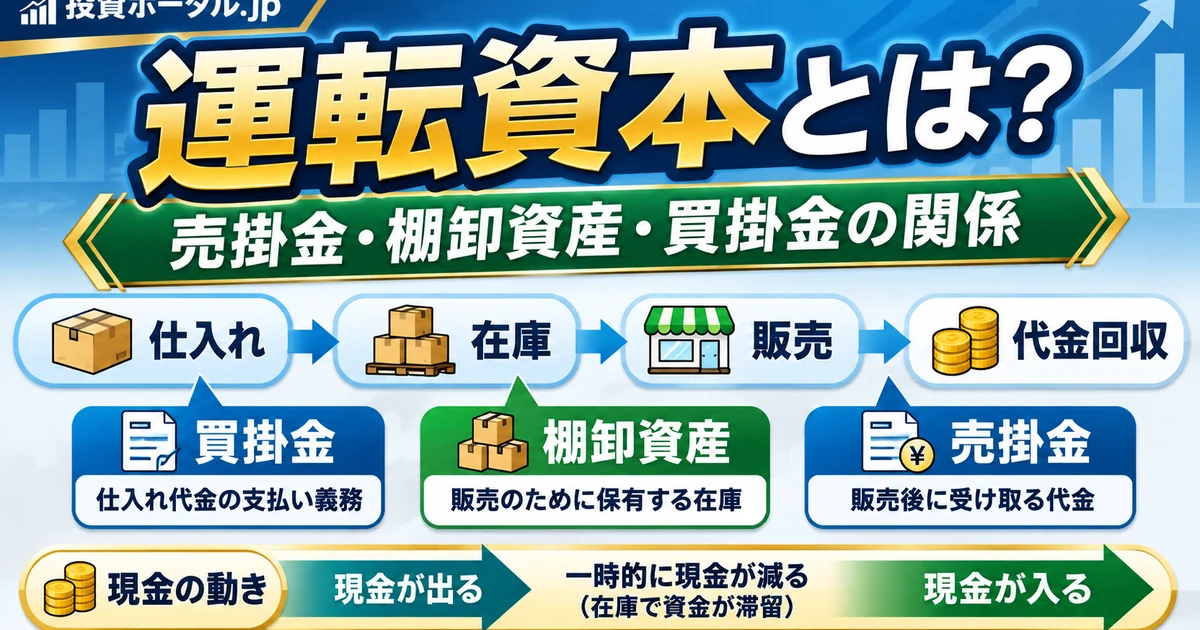 投資ポータル.jp
運転資本とは？
売掛金・棚卸資産・買掛金の関係
仕入れ
在庫
販売
代金回収
買掛金
仕入れ代金の支払い義務
棚卸資産
販売のために保有する在庫
¥
売掛金
販売後に受け取る代金
現金の動き
現金が出る
一時的に現金が減る
（在庫で資金が滞留）
現金が入る